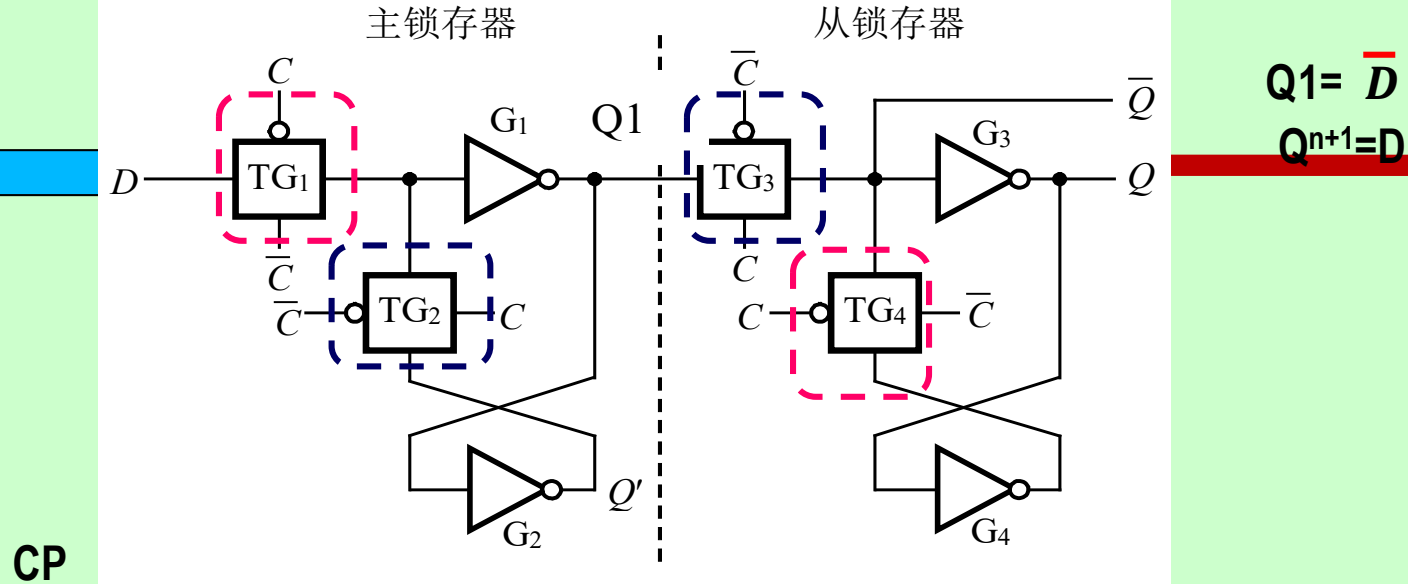 主锁存器
从锁存器
C
C̅
Q̅
Q1= D̅
G₁
Q1
G₃
Qⁿ⁺¹=D
D
TG₁
TG₃
Q
C̅
C
C̅
TG₂
C
C
TG₄
C̅
Q'
G₂
G₄
CP